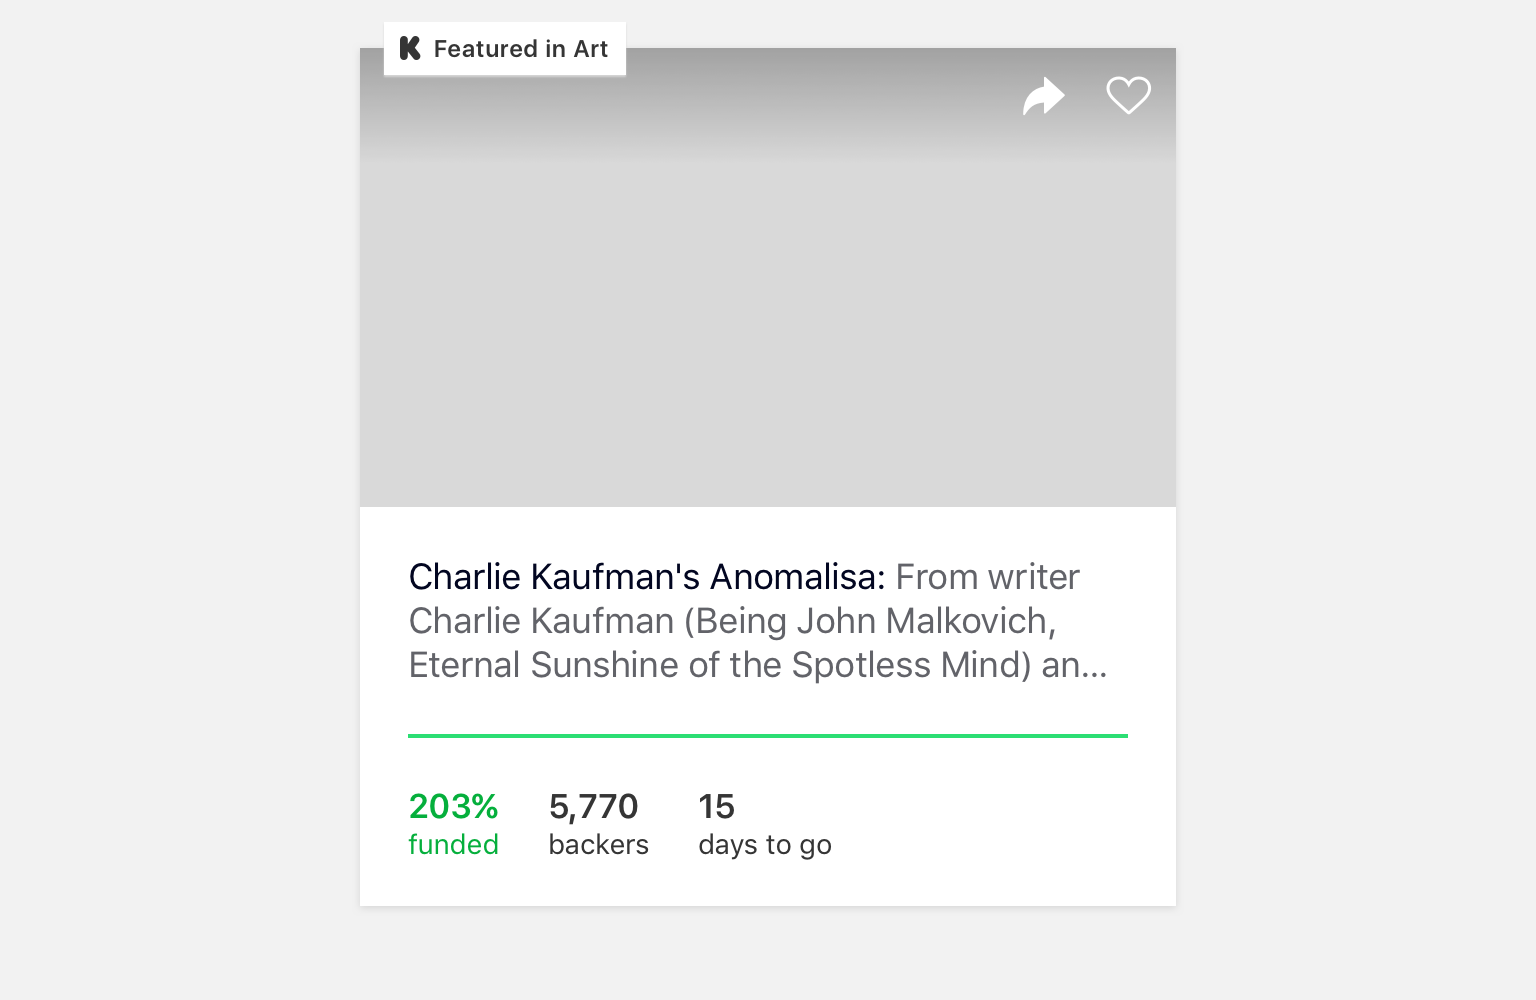 Featured in Art
Charlie Kaufman's Anomalisa: From writer
Charlie Kaufman (Being John Malkovich,
Eternal Sunshine of the Spotless Mind) an...
203% 5,770 15
funded backers days to go